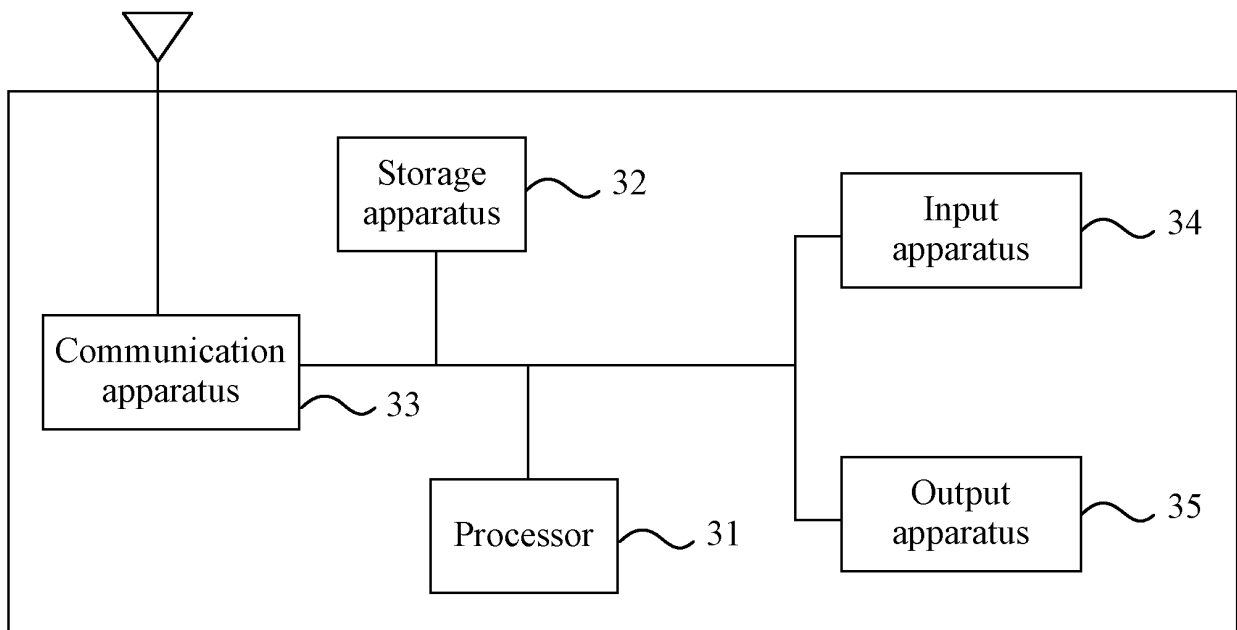 Storage
apparatus
32
Input
apparatus
34
Communication
apparatus
33
Processor
31
Output
apparatus
35